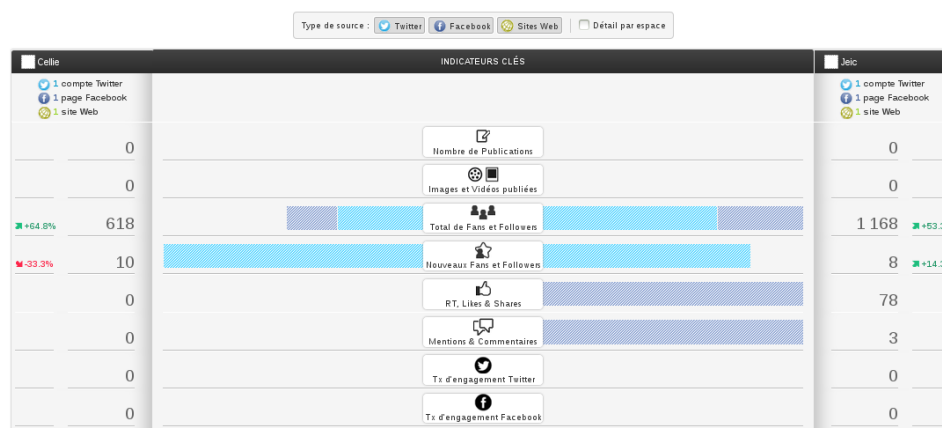 Type de source : Twitter Facebook Sites Web Détail par espace
Cellie INDICATEURS CLÉS Jeic
1 compte Twitter 1 compte Twitter
1 page Facebook 1 page Facebook
1 site Web 1 site Web
0 Nombre de Publications 0
0 Images et Vidéos publiées 0
+64.8% 618 Total de Fans et Followers 1 168 +53.
-33.3% 10 Nouveaux Fans et Followers 8 +14.
0 RT, Likes & Shares 78
0 Mentions & Commentaires 3
0 Tx d'engagement Twitter 0
0 Tx d'engagement Facebook 0